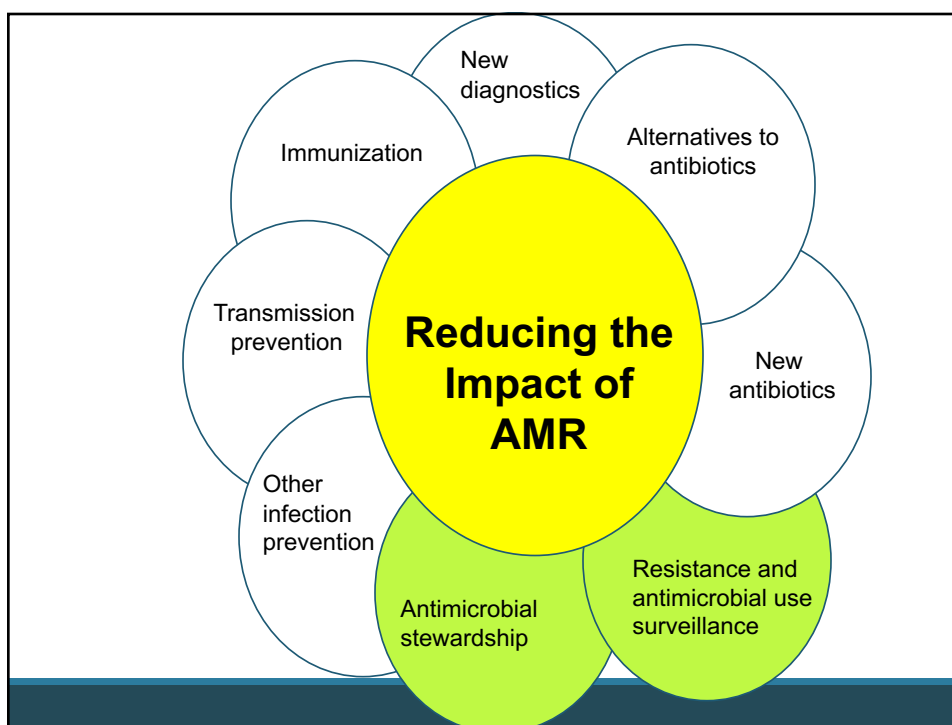 New
diagnostics
Alternatives to
antibiotics
Immunization
Transmission
prevention
Reducing the
Impact of
AMR
New
antibiotics
Other
infection
prevention
Antimicrobial
stewardship
Resistance and
antimicrobial use
surveillance